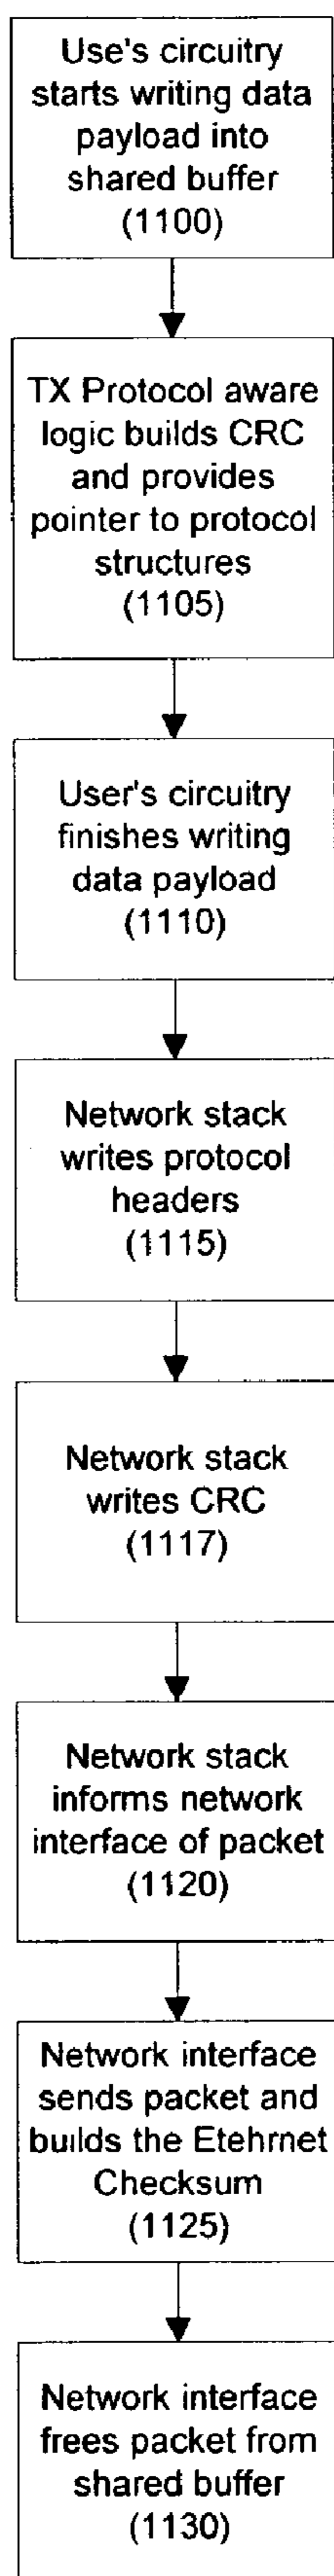 Use's circuitry
starts writing data
payload into
shared buffer
(1100)
TX Protocol aware
logic builds CRC
and provides
pointer to protocol
structures
(1105)
User's circuitry
finishes writing
data payload
(1110)
Network stack
writes protocol
headers
(1115)
Network stack
writes CRC
(1117)
Network stack
informs network
interface of packet
(1120)
Network interface
sends packet and
builds the Etehrnet
Checksum
(1125)
Network interface
frees packet from
shared buffer
(1130)